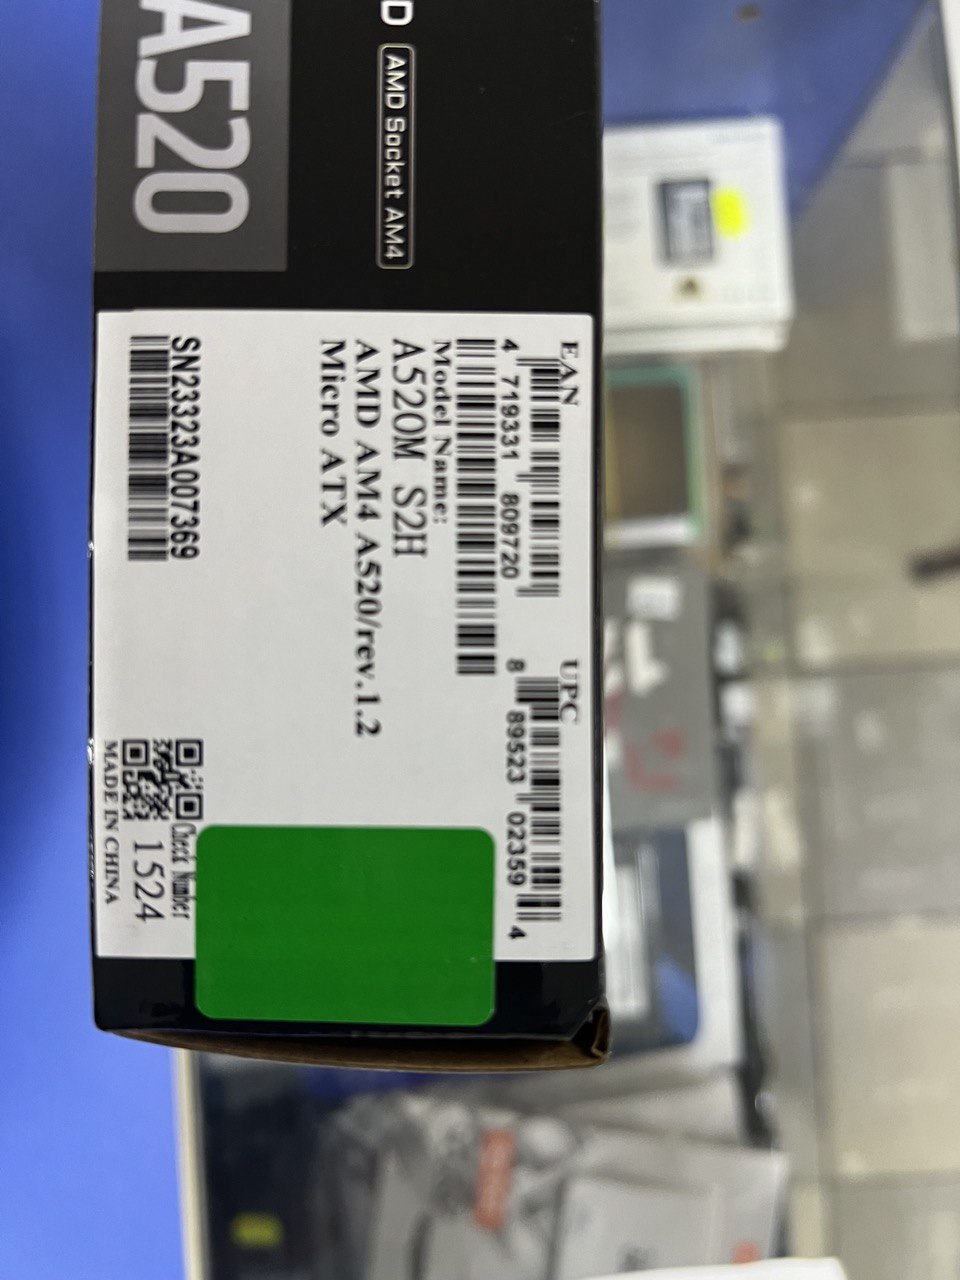 A520
D
AMD Socket AM4
EAN
4 719331 809720
UPC
8 89523 02359 4
Model Name:
A520M S2H
AMD AM4 A520/rev.1.2
Micro ATX
SN23323A007369
Check Number
1524
MADE IN CHINA